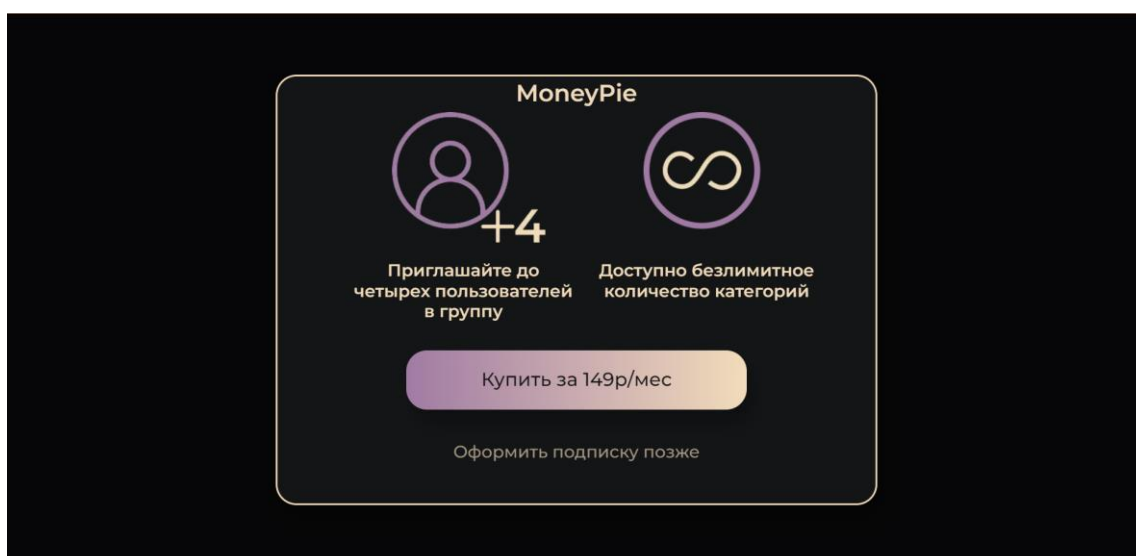 MoneyPie
+4
Приглашайте до
четырех пользователей
в группу
Доступно безлимитное
количество категорий
Купить за 149р/мес
Оформить подписку позже